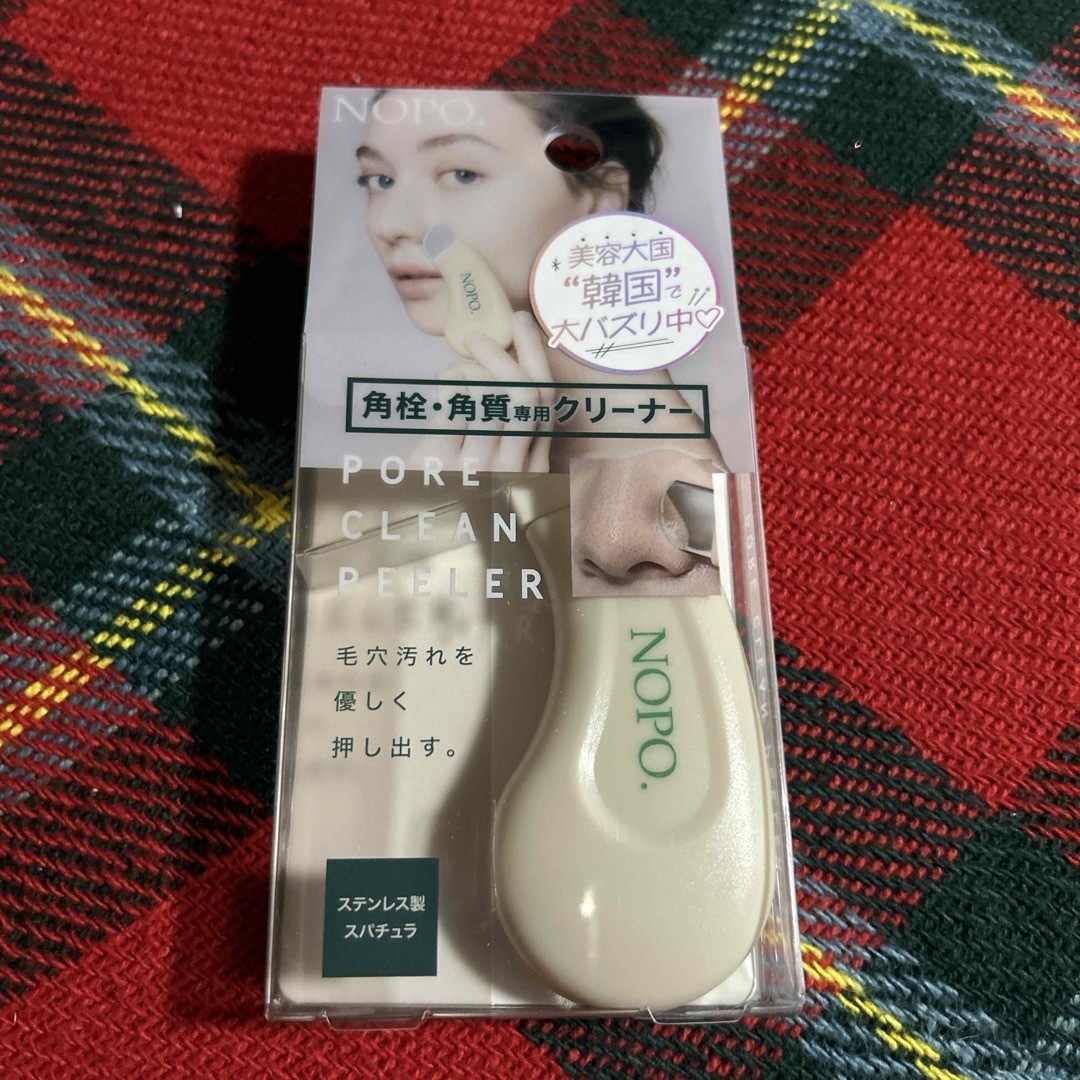 NOPO.
NOPO.
美容大国
“韓国”で
大バズり中♡
角栓・角質専用クリーナー
PORE
CLEAN
PEELER
毛穴汚れを
優しく
押し出す。
NOPO.
ステンレス製
スパチュラ